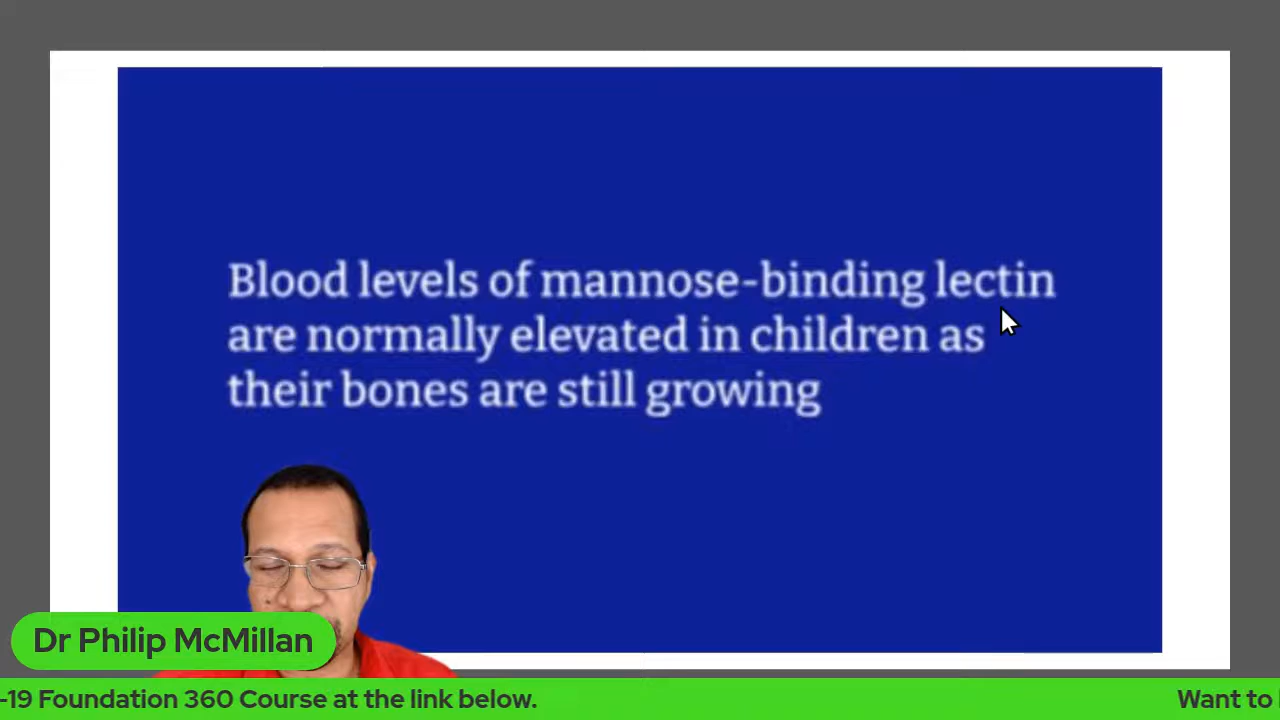 Blood levels of mannose-binding lectin
are normally elevated in children as
their bones are still growing
Dr Philip McMillan
-19 Foundation 360 Course at the link below.
Want to